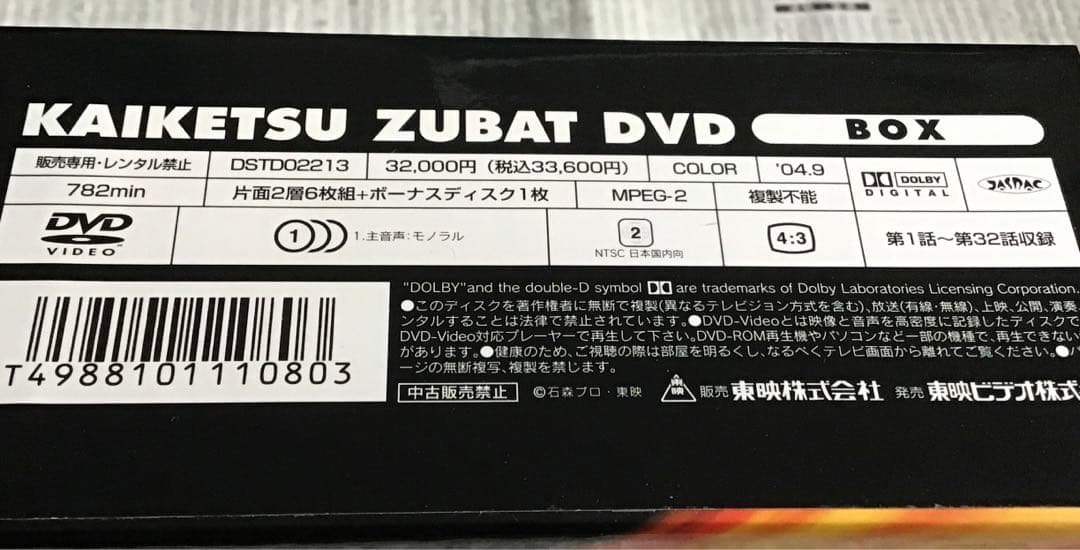 KAIKETSU ZUBAT DVD BOX
販売専用・レンタル禁止 DSTD02213 32,000円(税込33,600円) COLOR '04.9 DOLBY DIGITAL JASRAC
782min 片面2層6枚組+ボーナスディスク1枚 MPEG-2 複製不能
DVD VIDEO 1 1.主音声:モノラル 2 NTSC 日本国内向 4:3 第1話〜第32話収録
"DOLBY"and the double-D symbol are trademarks of Dolby Laboratories Licensing Corporation.
●このディスクを著作権者に無断で複製(異なるテレビジョン方式を含む)、放送(有線・無線)、上映、公開、演奏
ンタルすることは法律で禁止されています。●DVD-Videoとは映像と音声を高密度に記録したディスクで
DVD-Video対応プレーヤーで再生して下さい。DVD-ROM再生機やパソコンなど一部の機種で、再生できない
があります。●健康のため、ご視聴の際は部屋を明るくし、なるべくテレビ画面から離れてご覧ください。●
ージの無断複写、複製を禁じます。
T4988101110803
中古販売禁止 ©石森プロ・東映 東映 販売 東映株式会社 発売 東映ビデオ株式